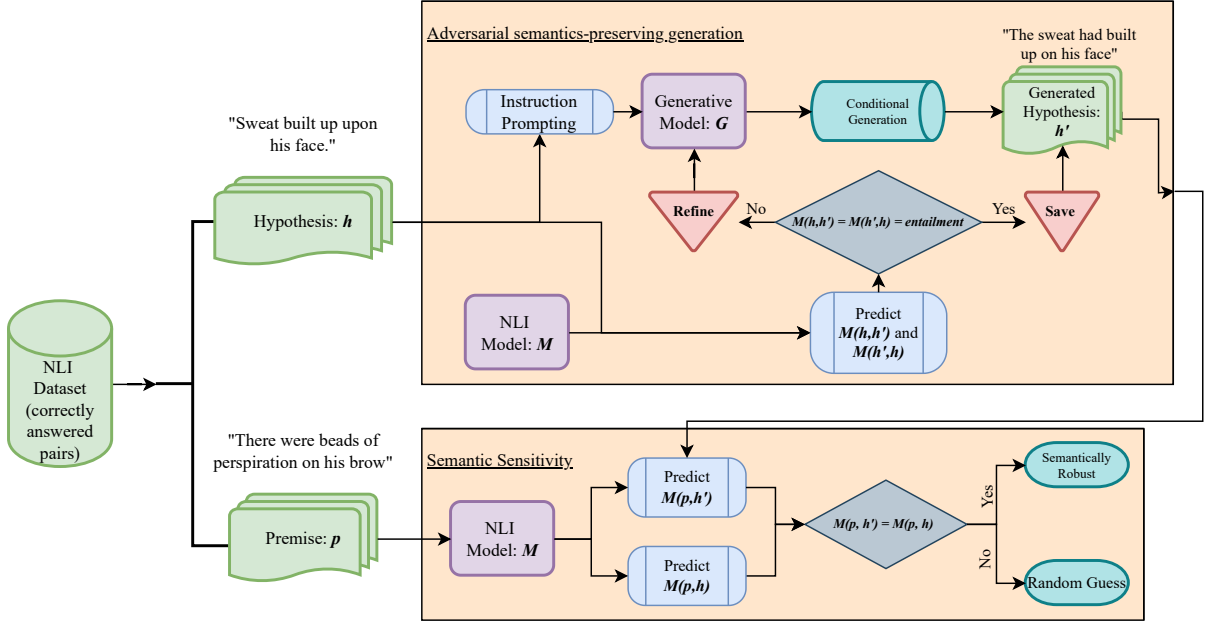 Adversarial semantics-preserving generation
"The sweat had built
up on his face"
Instruction
Prompting
Generative
Model: G
Conditional
Generation
Generated
Hypothesis:
h'
"Sweat built up upon
his face."
Hypothesis: h
Refine
No
M(h,h') = M(h',h) = entailment
Yes
Save
NLI
Model: M
Predict
M(h,h') and
M(h',h)
NLI
Dataset
(correctly
answered
pairs)
"There were beads of
perspiration on his brow"
Premise: p
Semantic Sensitivity
NLI
Model: M
Predict
M(p,h')
Predict
M(p,h)
M(p, h') = M(p, h)
Yes
No
Semantically
Robust
Random Guess